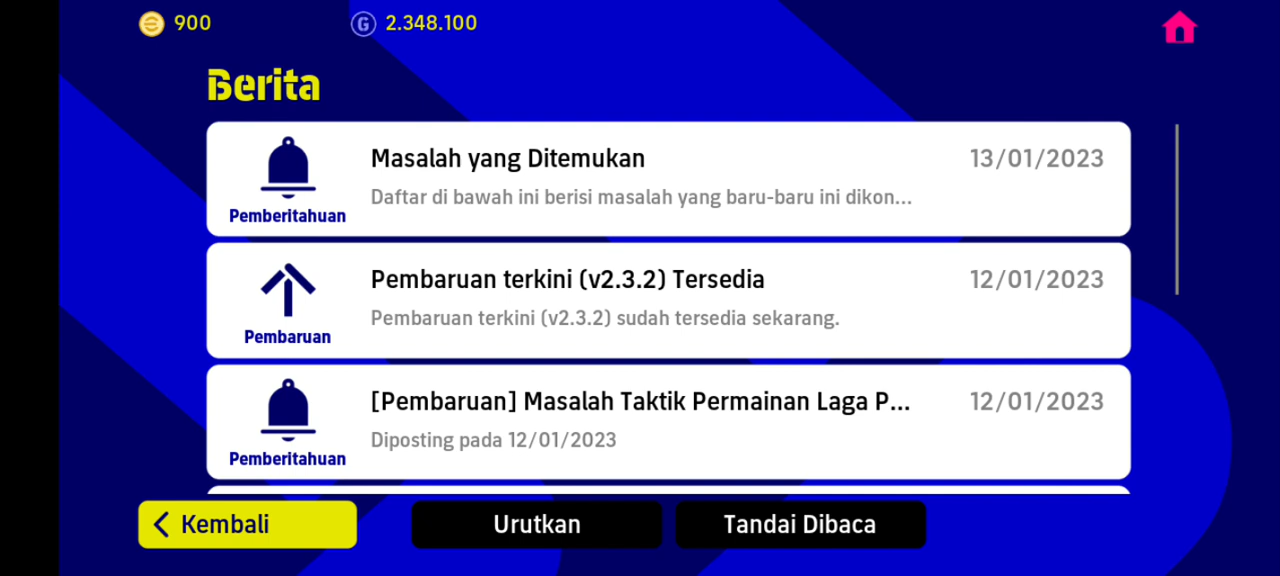 900
2.348.100
Berita
Masalah yang Ditemukan
13/01/2023
Daftar di bawah ini berisi masalah yang baru-baru ini dikon...
Pemberitahuan
Pembaruan terkini (v2.3.2) Tersedia
12/01/2023
Pembaruan terkini (v2.3.2) sudah tersedia sekarang.
Pembaruan
[Pembaruan] Masalah Taktik Permainan Laga P...
12/01/2023
Diposting pada 12/01/2023
Pemberitahuan
Kembali
Urutkan
Tandai Dibaca